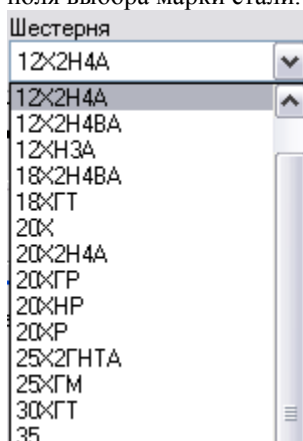 поля выбора марки стали.
Шестерня
12Х2Н4А
12Х2Н4А
12Х2Н4ВА
12ХН3А
18Х2Н4ВА
18ХГТ
20Х
20Х2Н4А
20ХГР
20ХНР
20ХР
25Х2ГНТА
25ХГМ
30ХГТ
35